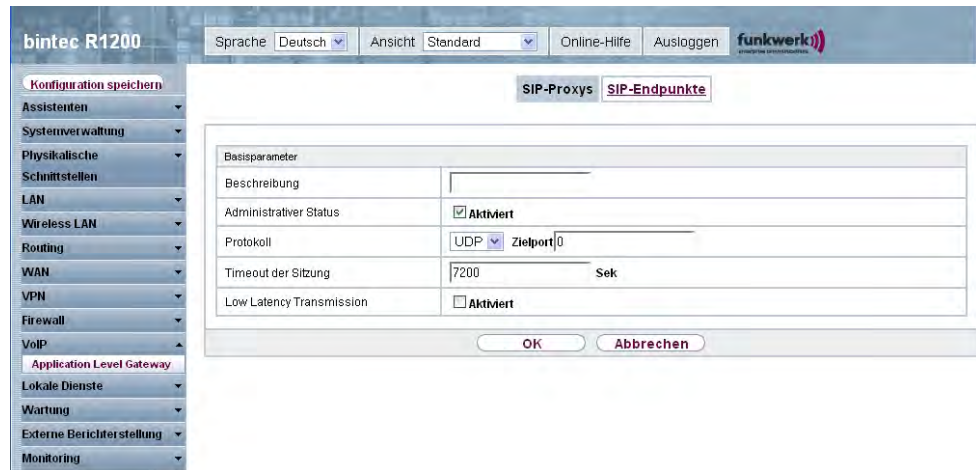 bintec R1200
Sprache Deutsch Ansicht Standard Online-Hilfe Ausloggen funkwerk
Konfiguration speichern
Assistenten
Systemverwaltung
Physikalische
Schnittstellen
LAN
Wireless LAN
Routing
WAN
VPN
Firewall
VoIP
Application Level Gateway
Lokale Dienste
Wartung
Externe Berichterstellung
Monitoring
SIP-Proxys SIP-Endpunkte
Basisparameter
Beschreibung
Administrativer Status Aktiviert
Protokoll UDP Zielport 0
Timeout der Sitzung 7200 Sek
Low Latency Transmission Aktiviert
OK Abbrechen